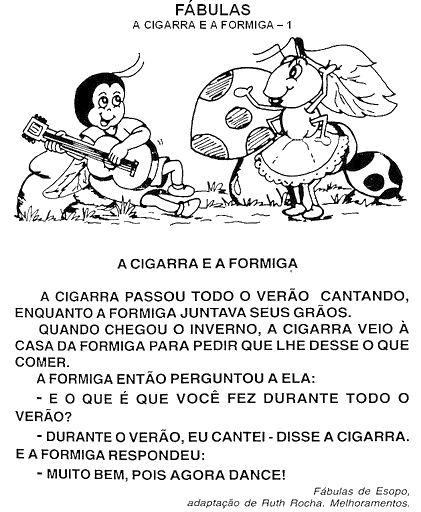 FÁBULAS
A CIGARRA E A FORMIGA – 1
A CIGARRA E A FORMIGA
A CIGARRA PASSOU TODO O VERÃO CANTANDO,
ENQUANTO A FORMIGA JUNTAVA SEUS GRÃOS.
QUANDO CHEGOU O INVERNO, A CIGARRA VEIO À
CASA DA FORMIGA PARA PEDIR QUE LHE DESSE O QUE
COMER.
A FORMIGA ENTÃO PERGUNTOU A ELA:
- E O QUE É QUE VOCÊ FEZ DURANTE TODO O
VERÃO?
- DURANTE O VERÃO, EU CANTEI - DISSE A CIGARRA.
E A FORMIGA RESPONDEU:
- MUITO BEM, POIS AGORA DANCE!
Fábulas de Esopo,
adaptação de Ruth Rocha. Melhoramentos.